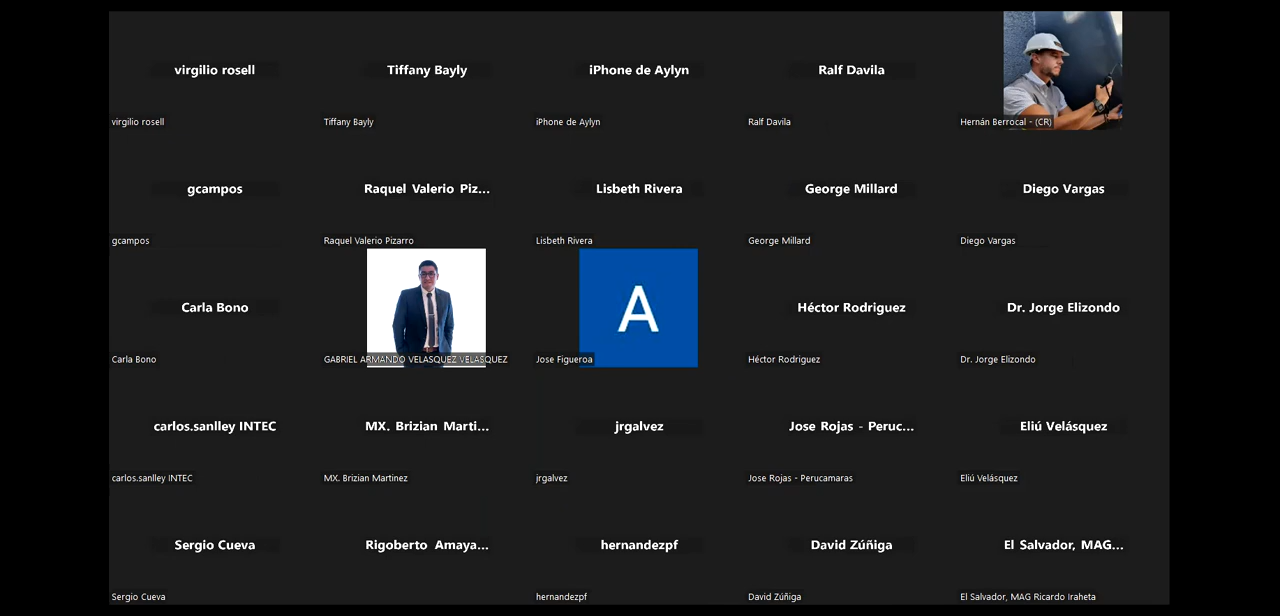 virgilio rosell
Tiffany Bayly
iPhone de Aylyn
Ralf Davila
virgilio rosell
Tiffany Bayly
iPhone de Aylyn
Ralf Davila
Hernán Berrocal - (CR)
gcampos
Raquel Valerio Piz...
Lisbeth Rivera
George Millard
Diego Vargas
gcampos
Raquel Valerio Pizarro
Lisbeth Rivera
George Millard
Diego Vargas
Carla Bono
A
Héctor Rodriguez
Dr. Jorge Elizondo
Carla Bono
GABRIEL ARMANDO VELASQUEZ VELASQUEZ
Jose Figueroa
Héctor Rodriguez
Dr. Jorge Elizondo
carlos.sanlley INTEC
MX. Brizian Marti...
jrgalvez
Jose Rojas - Peruc...
Eliú Velásquez
carlos.sanlley INTEC
MX. Brizian Martinez
jrgalvez
Jose Rojas - Perucamaras
Eliú Velásquez
Sergio Cueva
Rigoberto Amaya...
hernandezpf
David Zúñiga
El Salvador, MAG...
Sergio Cueva
hernandezpf
David Zúñiga
El Salvador, MAG Ricardo Iraheta